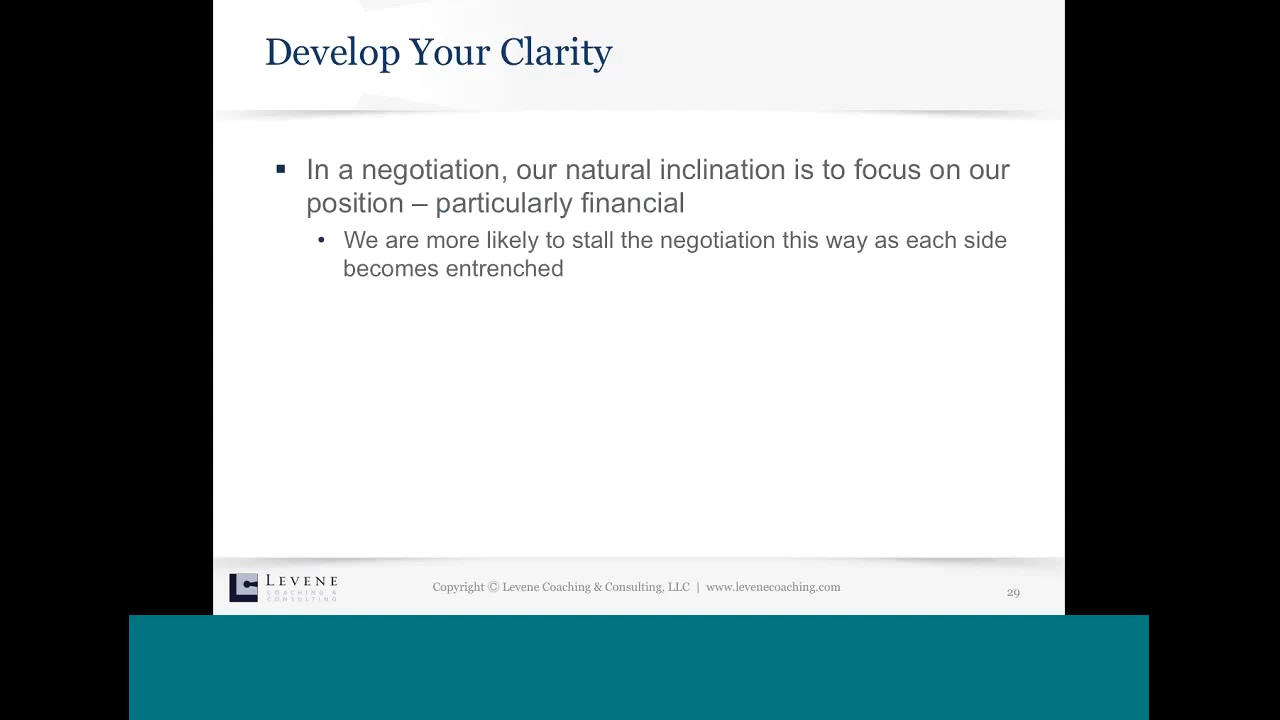 Develop Your Clarity
▪ In a negotiation, our natural inclination is to focus on our
position – particularly financial
• We are more likely to stall the negotiation this way as each side
becomes entrenched
LEVENE
COACHING &
CONSULTING
Copyright © Levene Coaching & Consulting, LLC | www.levenecoaching.com
29